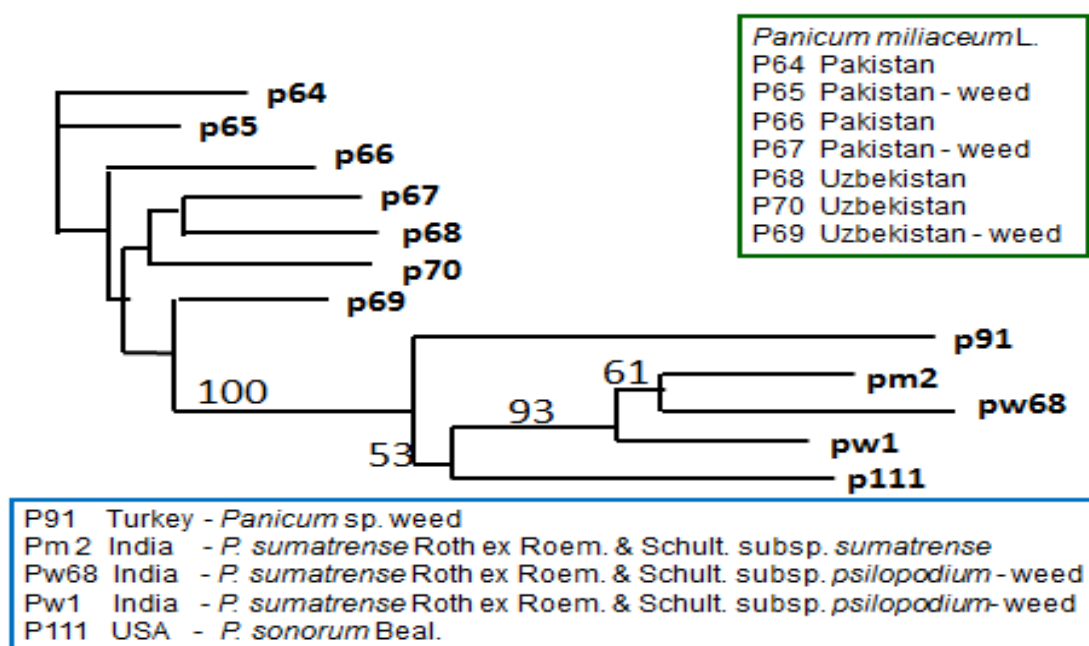 Panicum miliaceum L.
P64 Pakistan
P65 Pakistan - weed
P66 Pakistan
P67 Pakistan - weed
P68 Uzbekistan
P70 Uzbekistan
P69 Uzbekistan - weed
p64
p65
p66
p67
p68
p70
p69
p91
61
pm2
100
93
pw68
53
pw1
p111
P91 Turkey - Panicum sp. weed
Pm 2 India - P. sumatrense Roth ex Roem. & Schult. subsp. sumatrense
Pw68 India - P. sumatrense Roth ex Roem. & Schult. subsp. psilopodium - weed
Pw1 India - P. sumatrense Roth ex Roem. & Schult. subsp. psilopodium- weed
P111 USA - P. sonorum Beal.